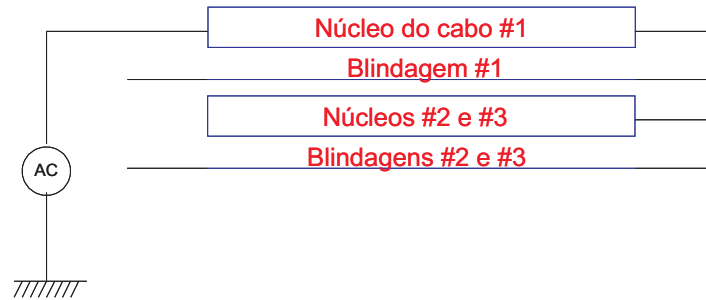 Núcleo do cabo #1
Blindagem #1
Núcleos #2 e #3
Blindagens #2 e #3
AC